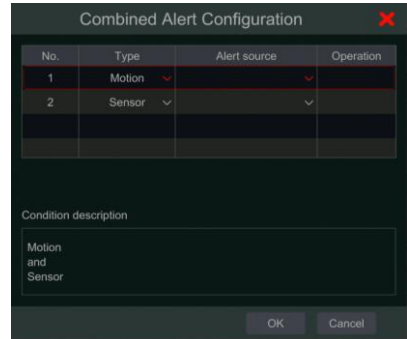 Combined Alert Configuration
No. Type Alert source Operation
1 Motion
2 Sensor
Condition description
Motion
and
Sensor
OK Cancel